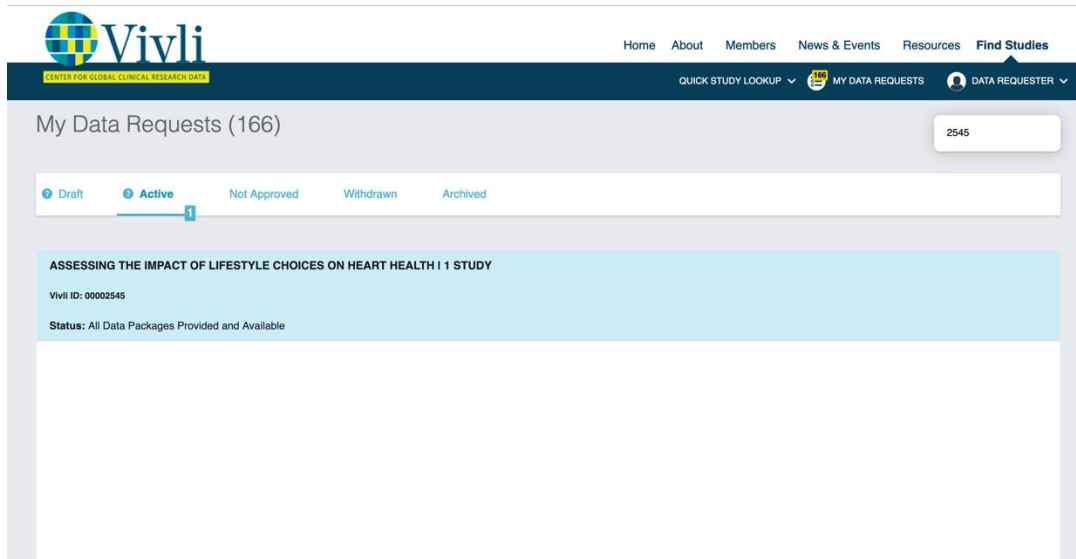 Vivli
CENTER FOR GLOBAL CLINICAL RESEARCH DATA
Home About Members News & Events Resources Find Studies
QUICK STUDY LOOKUP 166 MY DATA REQUESTS DATA REQUESTER
My Data Requests (166)
2545
? Draft ? Active Not Approved Withdrawn Archived
1
ASSESSING THE IMPACT OF LIFESTYLE CHOICES ON HEART HEALTH | 1 STUDY
Vivli ID: 00002545
Status: All Data Packages Provided and Available